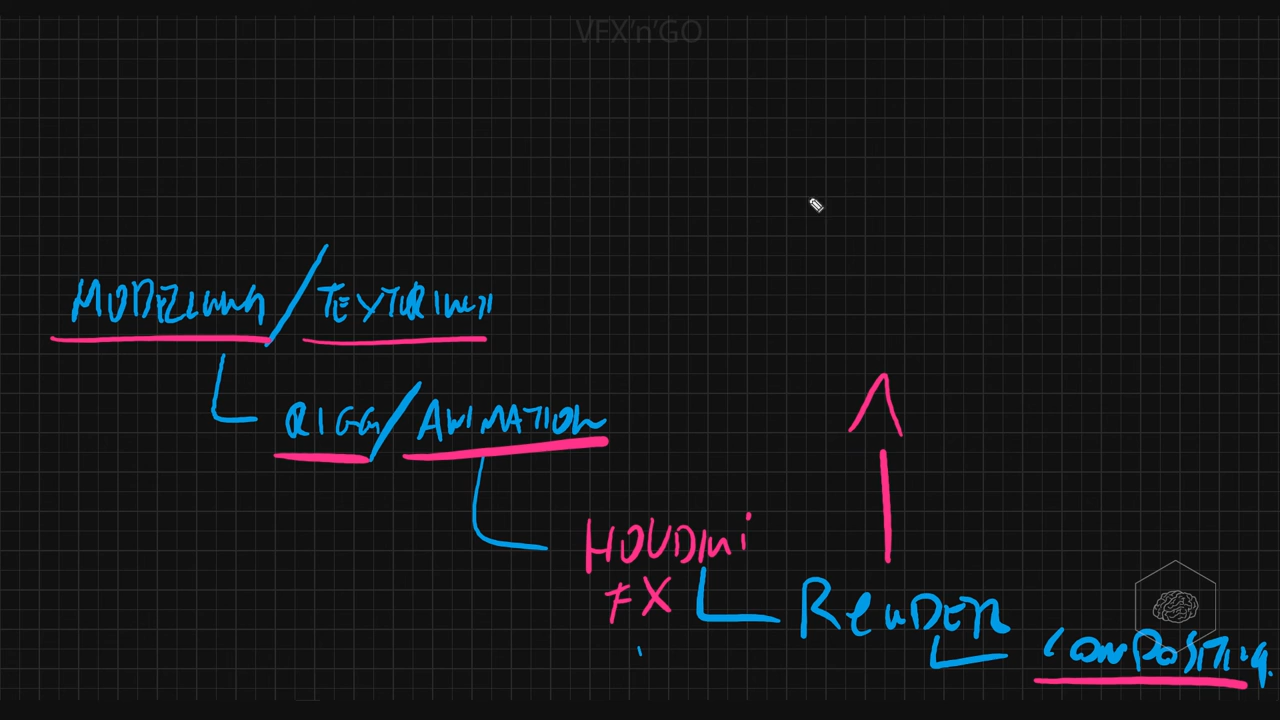 VFX'n'GO
MODELING / TEXTURING
RIGG / ANIMATION
HOUDINI
FX
RENDER
COMPOSITING